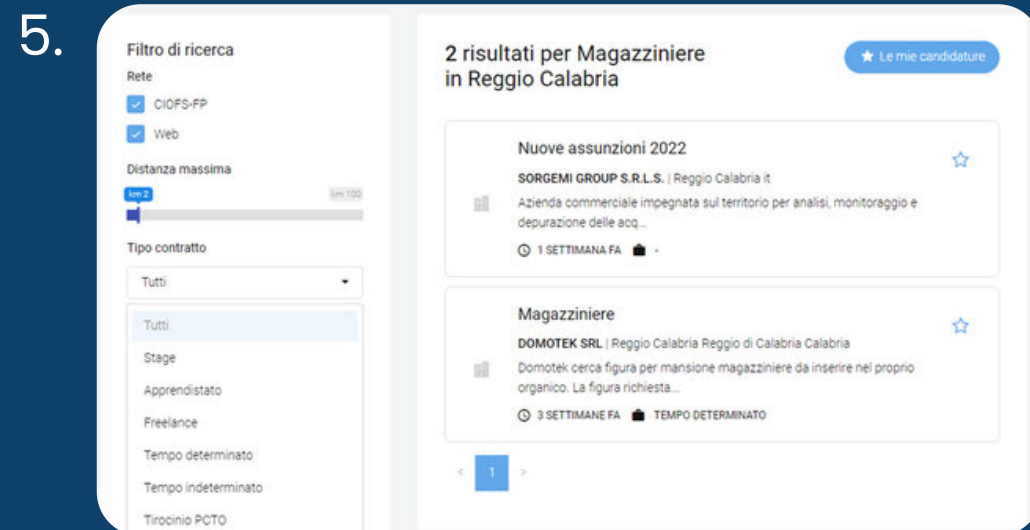 5.
Filtro di ricerca
Rete
CIOFS-FP
Web
Distanza massima
km 2
km 100
Tipo contratto
Tutti
Tutti
Stage
Apprendistato
Freelance
Tempo determinato
Tempo indeterminato
Tirocinio PCTO
2 risultati per Magazziniere
in Reggio Calabria
Le mie candidature
Nuove assunzioni 2022
SORGEMI GROUP S.R.L.S. | Reggio Calabria it
Azienda commerciale impegnata sul territorio per analisi, monitoraggio e
depurazione delle acq...
1 SETTIMANA FA -
Magazziniere
DOMOTEK SRL | Reggio Calabria Reggio di Calabria Calabria
Domotek cerca figura per mansione magazziniere da inserire nel proprio
organico. La figura richiesta...
3 SETTIMANE FA TEMPO DETERMINATO
< 1 >